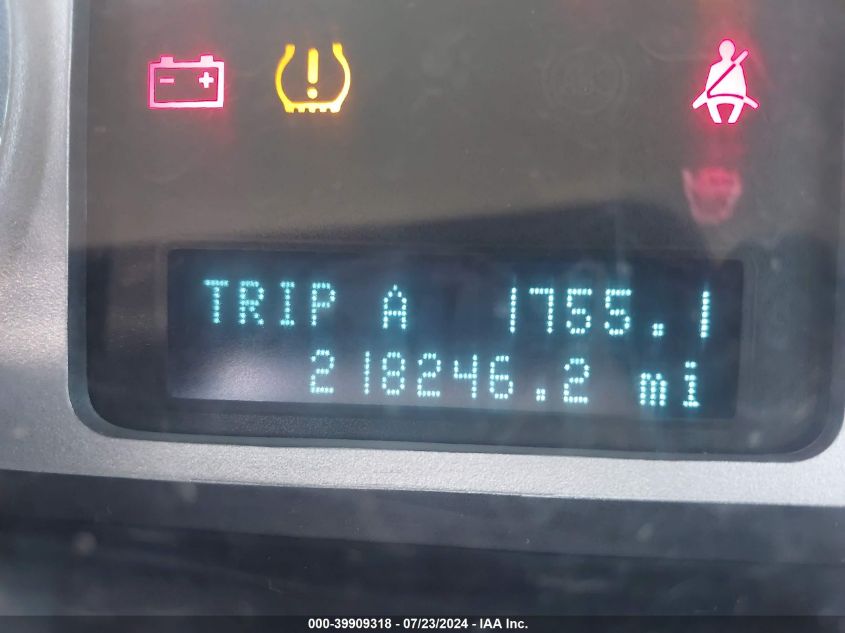 TRIP A 1755.1
218246.2 mi
000-39909318 - 07/23/2024 - IAA Inc.